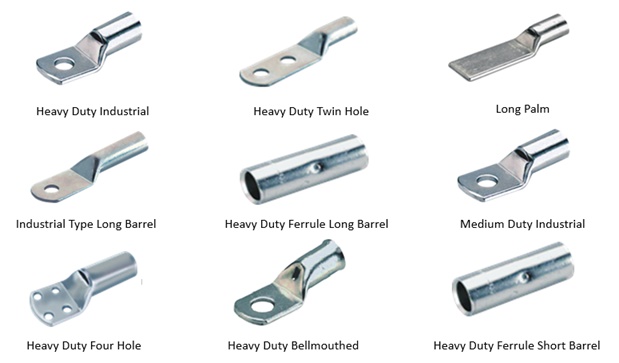 Heavy Duty Industrial
Heavy Duty Twin Hole
Long Palm
Industrial Type Long Barrel
Heavy Duty Ferrule Long Barrel
Medium Duty Industrial
Heavy Duty Four Hole
Heavy Duty Bellmouthed
Heavy Duty Ferrule Short Barrel